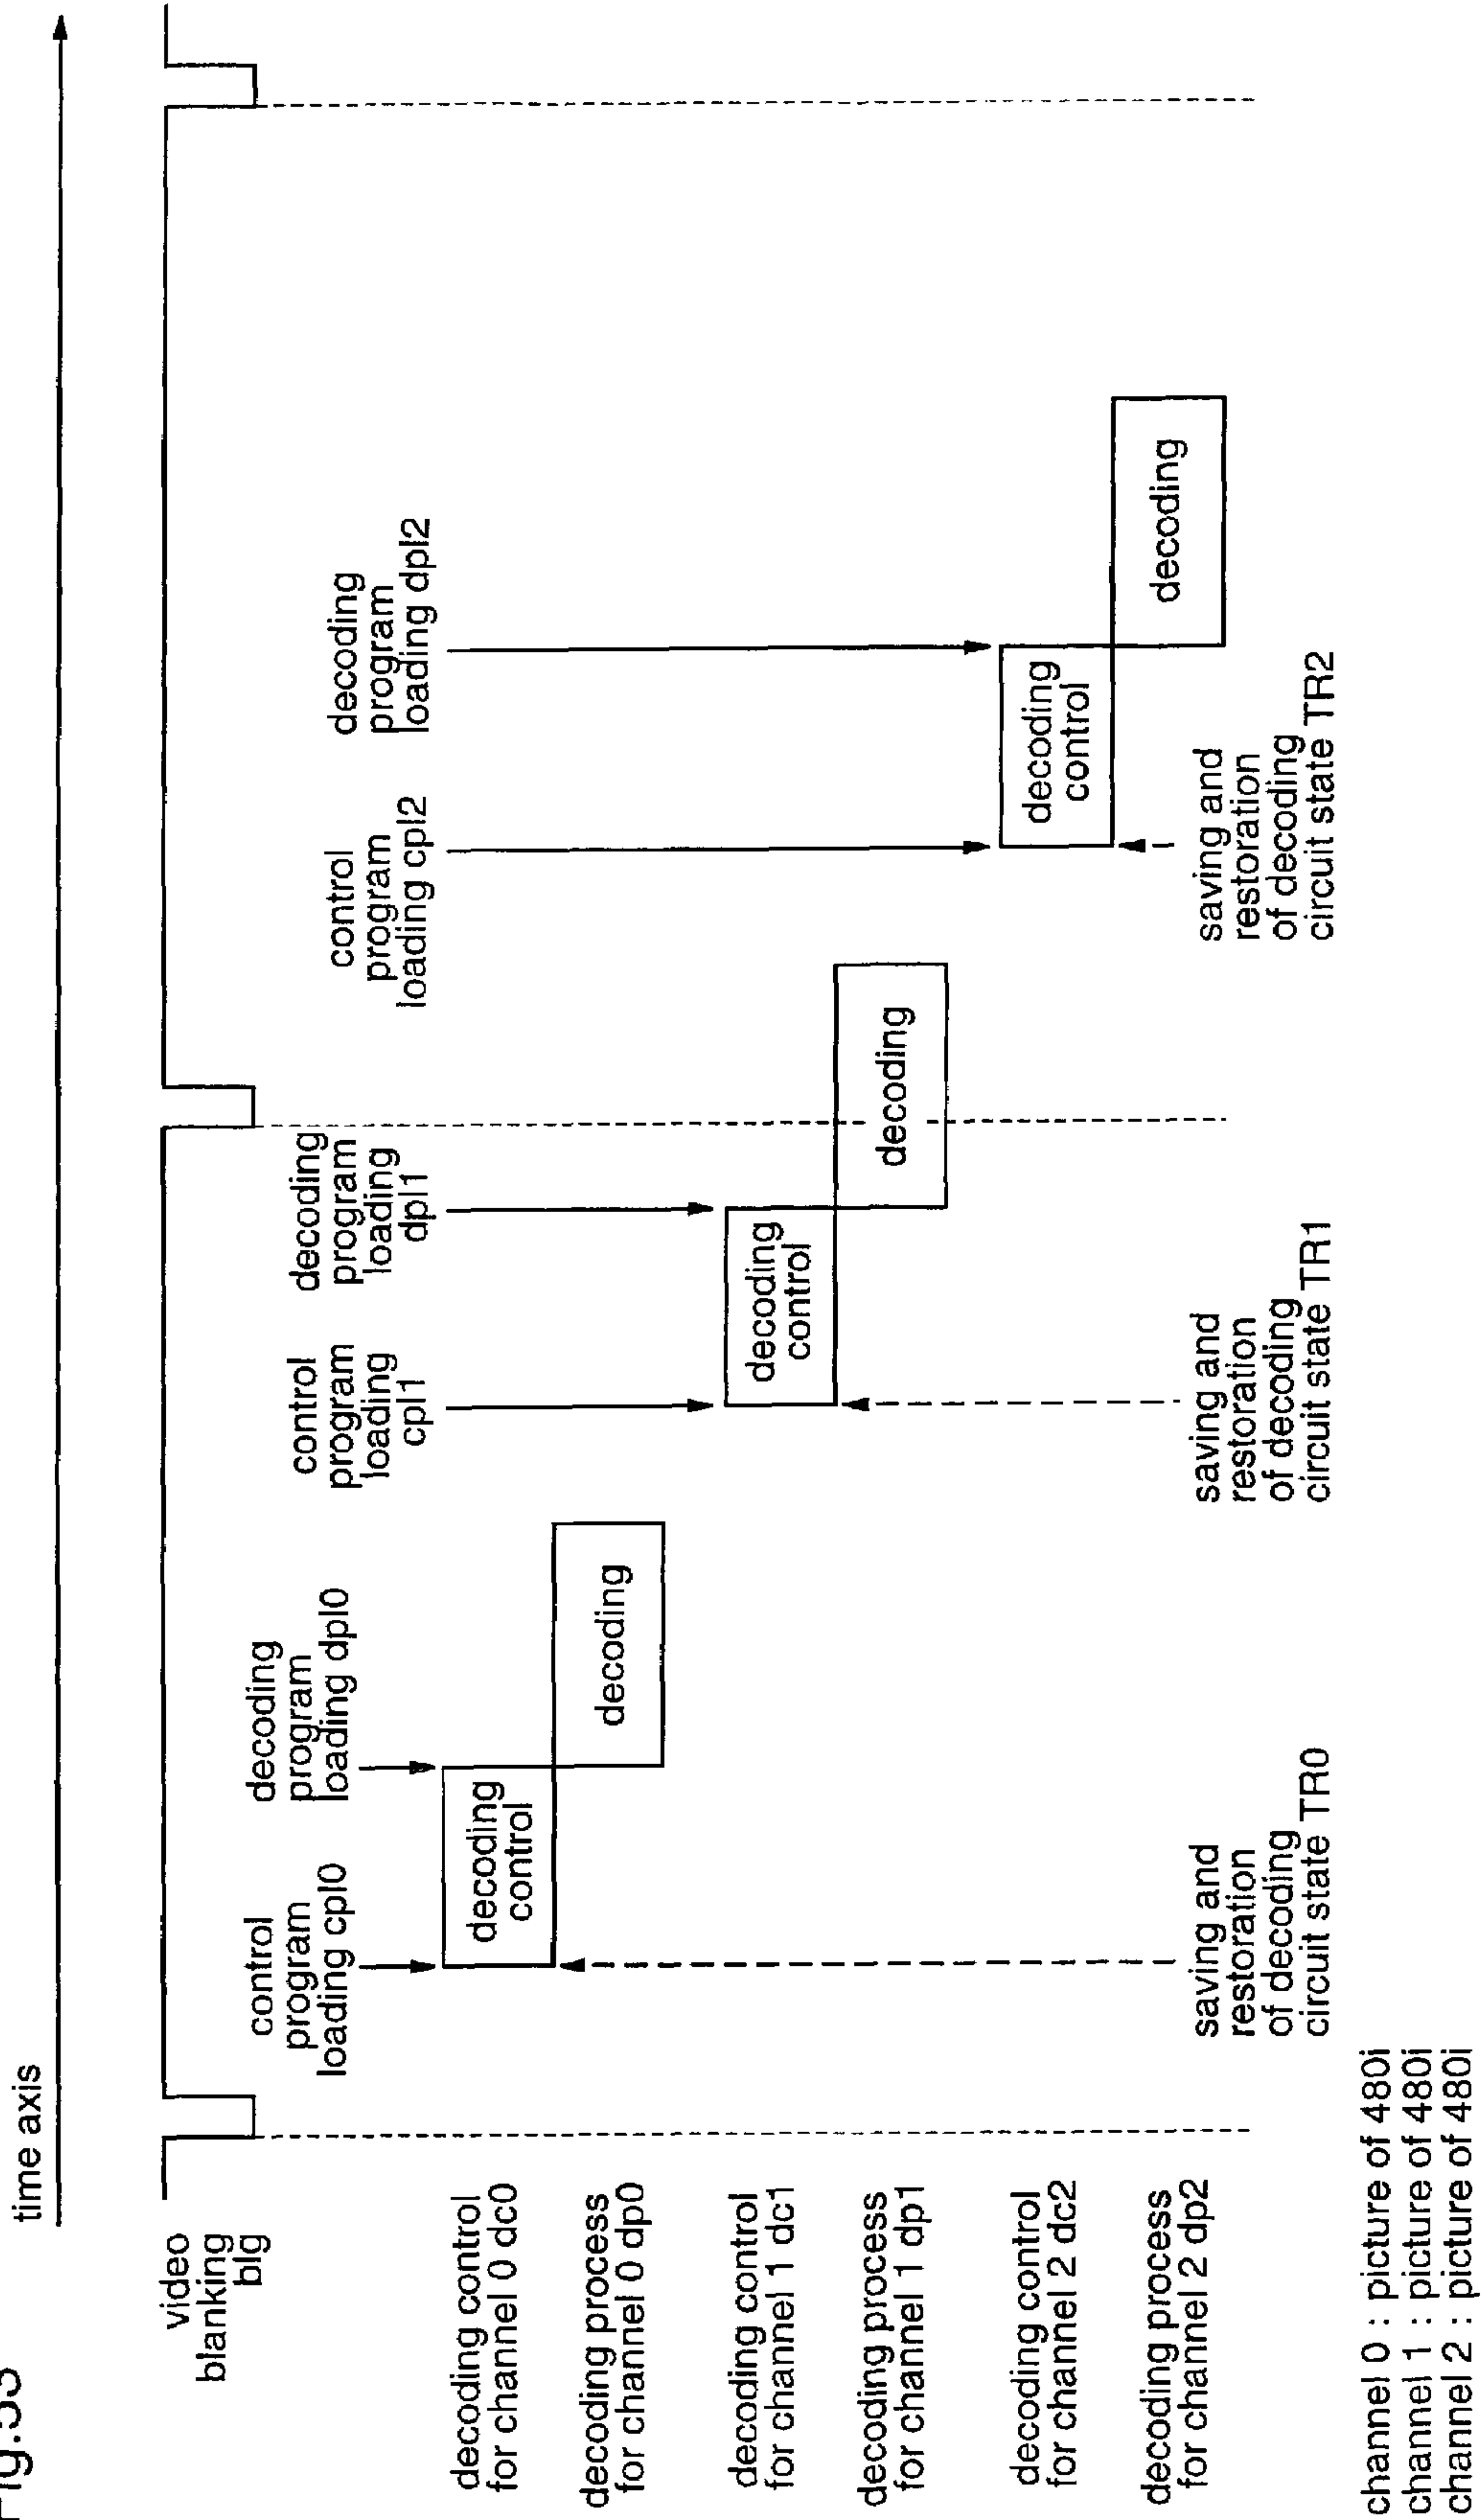 time axis
video
blanking
blg
control
program
loading cpl0
decoding
program
loading dpl0
control
program
loading
cpl1
decoding
program
loading
dpl1
control
program
loading cpl2
decoding
program
loading dpl2
decoding control
for channel 0 dc0
decoding
control
decoding process
for channel 0 dp0
decoding
decoding control
for channel 1 dc1
decoding
control
decoding process
for channel 1 dp1
decoding
decoding control
for channel 2 dc2
decoding
control
decoding process
for channel 2 dp2
decoding
saving and
restoration
of decoding
circuit state TR0
saving and
restoration
of decoding
circuit state TR1
saving and
restoration
of decoding
circuit state TR2
channel 0 : picture of 480i
channel 1 : picture of 480i
channel 2 : picture of 480i